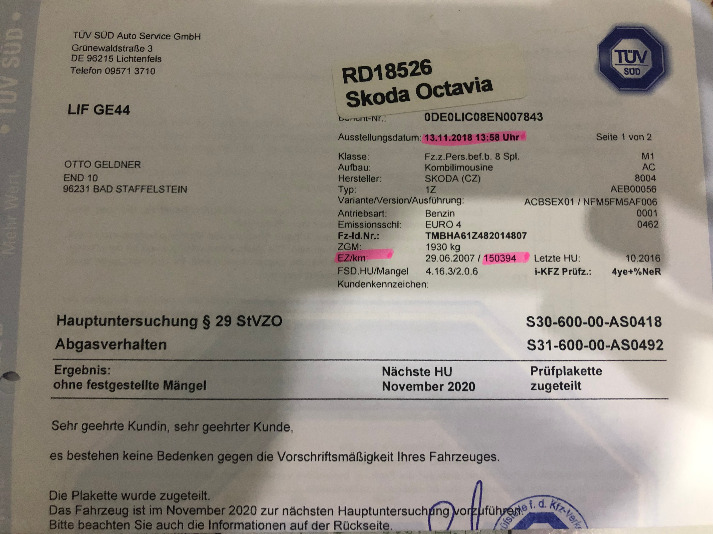 TÜV SÜD
Mehr Wert.
TÜV SÜD Auto Service GmbH
Grünewaldstraße 3
DE 96215 Lichtenfels
Telefon 09571 3710
TÜV
SÜD
RD18526
Skoda Octavia
LIF GE44
0DE0LIC08EN007843
Ausstellungsdatum: 13.11.2018 13:58 Uhr Seite 1 von 2
OTTO GELDNER
END 10
96231 BAD STAFFELSTEIN
Klasse: Fz.z.Pers.bef.b. 8 Spl. M1
Aufbau: Kombilimousine AC
Hersteller: SKODA (CZ) 8004
Typ: 1Z AEB00056
Variante/Version/Ausführung: ACBSEX01 / NFM5FM5AF006
Antriebsart: Benzin 0001
Emissionsschl: EURO 4 0462
Fz-Id.Nr.: TMBHA61Z482014807
ZGM: 1930 kg
EZ/km: 29.06.2007 / 150394 Letzte HU: 10.2016
FSD.HU/Mangel 4.16.3/2.0.6 i-KFZ Prüfz.: 4ye+%NeR
Kundenkennzeichen:
Hauptuntersuchung § 29 StVZO S30-600-00-AS0418
Abgasverhalten S31-600-00-AS0492
Ergebnis: Nächste HU Prüfplakette
ohne festgestellte Mängel November 2020 zugeteilt
Sehr geehrte Kundin, sehr geehrter Kunde,
es bestehen keine Bedenken gegen die Vorschriftsmäßigkeit Ihres Fahrzeuges.
Die Plakette wurde zugeteilt.
Das Fahrzeug ist im November 2020 zur nächsten Hauptuntersuchung vorzuführen.
Bitte beachten Sie auch die Informationen auf der Rückseite.
f. d. Kfz-Verk